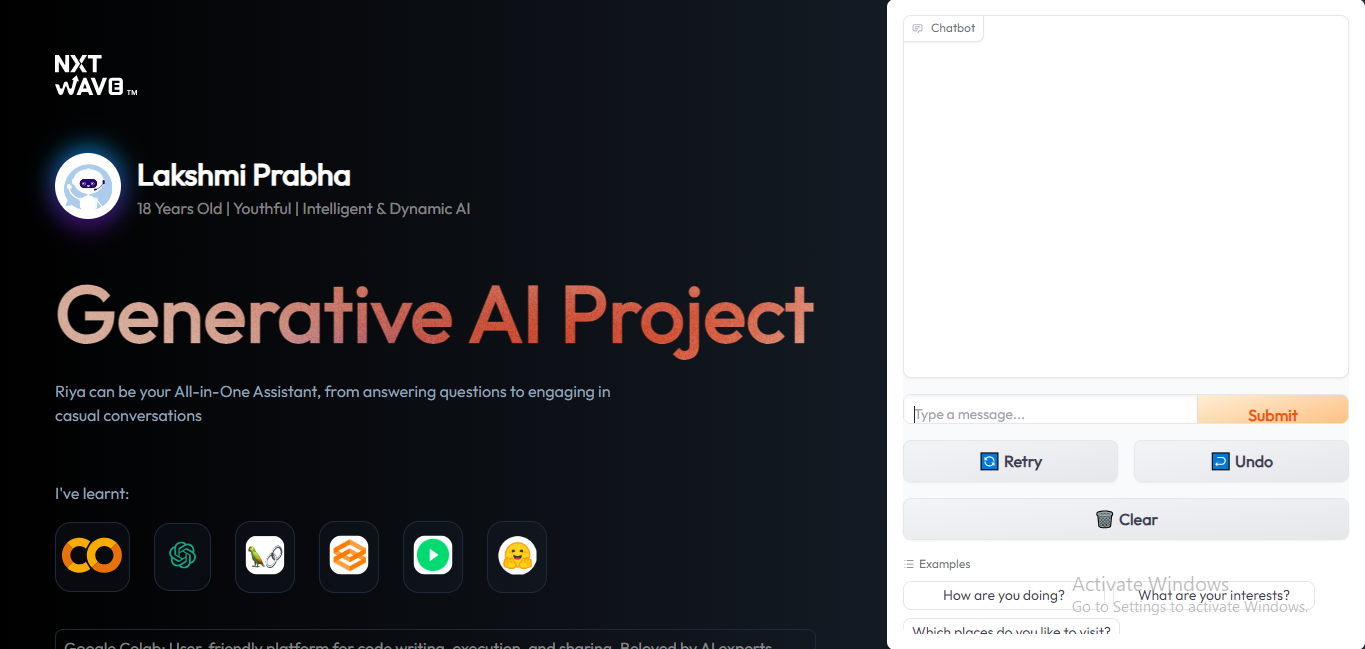 NXT
WAVE TM
Lakshmi Prabha
18 Years Old | Youthful | Intelligent & Dynamic AI
Generative AI Project
Riya can be your All-in-One Assistant, from answering questions to engaging in
casual conversations
I've learnt:
Google Colab: User-friendly platform for code writing, execution, and sharing. Beloved by AI experts
Chatbot
Type a message...
Submit
Retry
Undo
Clear
Examples
How are you doing?
What are your interests?
Which places do you like to visit?
Activate Windows
Go to Settings to activate Windows.